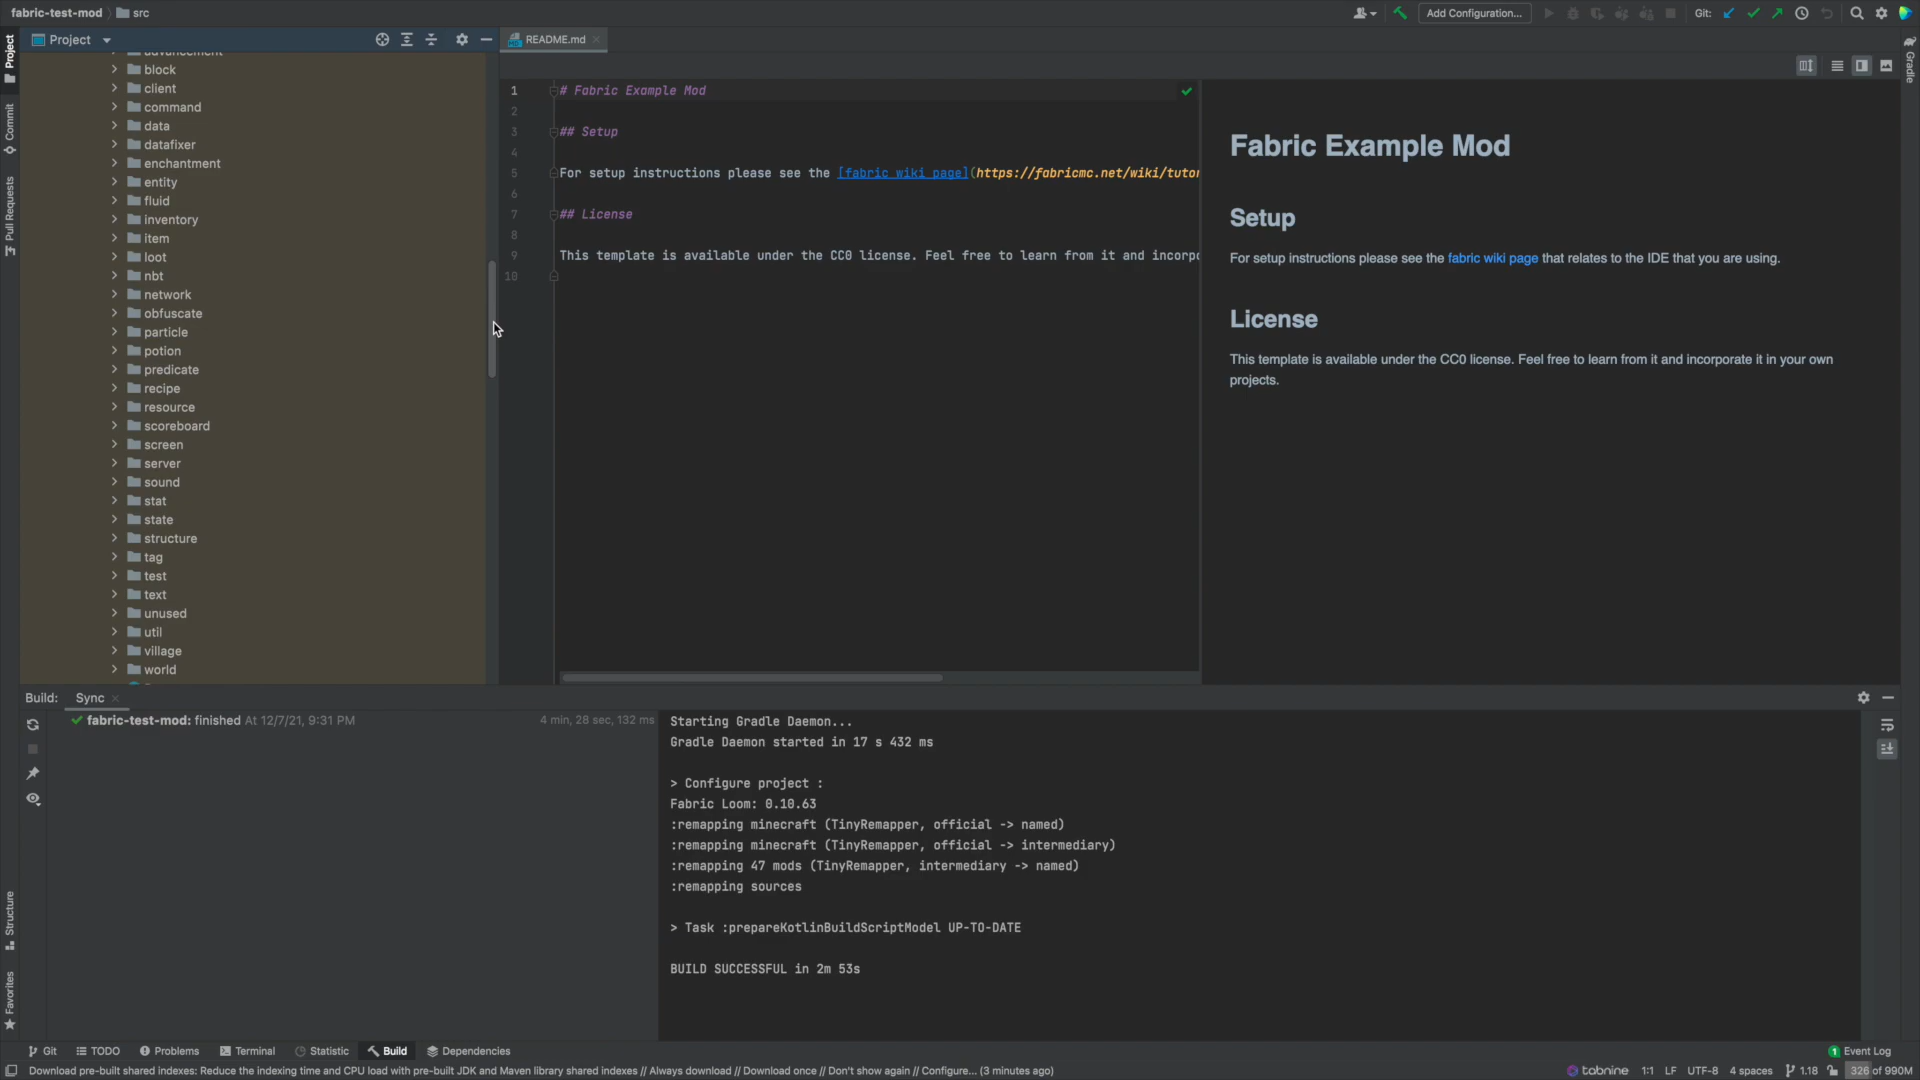 fabric-test-mod
src
Add Configuration...
Git:
Project
README.md
Project
Commit
Pull Requests
Structure
Favorites
Gradle
advancement
block
client
command
data
datafixer
enchantment
entity
fluid
inventory
item
loot
nbt
network
obfuscate
particle
potion
predicate
recipe
resource
scoreboard
screen
server
sound
stat
state
structure
tag
test
text
unused
util
village
world
1 # Fabric Example Mod
2
3 ## Setup
4
5 For setup instructions please see the [fabric wiki page](https://fabricmc.net/wiki/tutor
6
7 ## License
8
9 This template is available under the CC0 license. Feel free to learn from it and incorpo
10
Fabric Example Mod
Setup
For setup instructions please see the fabric wiki page that relates to the IDE that you are using.
License
This template is available under the CC0 license. Feel free to learn from it and incorporate it in your own
projects.
Build: Sync
fabric-test-mod: finished At 12/7/21, 9:31 PM 4 min, 28 sec, 132 ms
Starting Gradle Daemon...
Gradle Daemon started in 17 s 432 ms
> Configure project :
Fabric Loom: 0.10.63
:remapping minecraft (TinyRemapper, official -> named)
:remapping minecraft (TinyRemapper, official -> intermediary)
:remapping 47 mods (TinyRemapper, intermediary -> named)
:remapping sources
> Task :prepareKotlinBuildScriptModel UP-TO-DATE
BUILD SUCCESSFUL in 2m 53s
Git TODO Problems Terminal Statistic Build Dependencies 1 Event Log
Download pre-built shared indexes: Reduce the indexing time and CPU load with pre-built JDK and Maven library shared indexes // Always download // Download once // Don't show again // Configure... (3 minutes ago) tabnine 1:1 LF UTF-8 4 spaces 1.18 326 of 990M